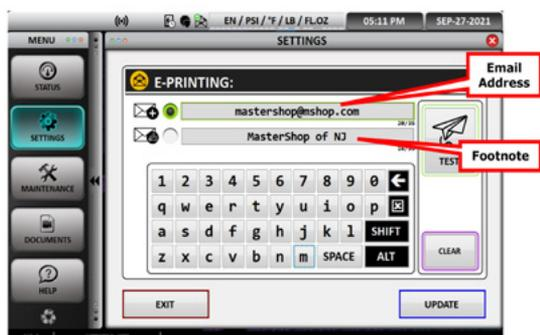 EN / PSI / °F / LB / FL.OZ 05:11 PM SEP-27-2021
MENU
SETTINGS
STATUS
SETTINGS
MAINTENANCE
DOCUMENTS
HELP
E-PRINTING:
mastershop@mshop.com
20/35
MasterShop of NJ
TEST
Email
Address
Footnote
1 2 3 4 5 6 7 8 9 0
q w e r t y u i o p
a s d f g h j k l SHIFT
z x c v b n m SPACE ALT
CLEAR
EXIT
UPDATE